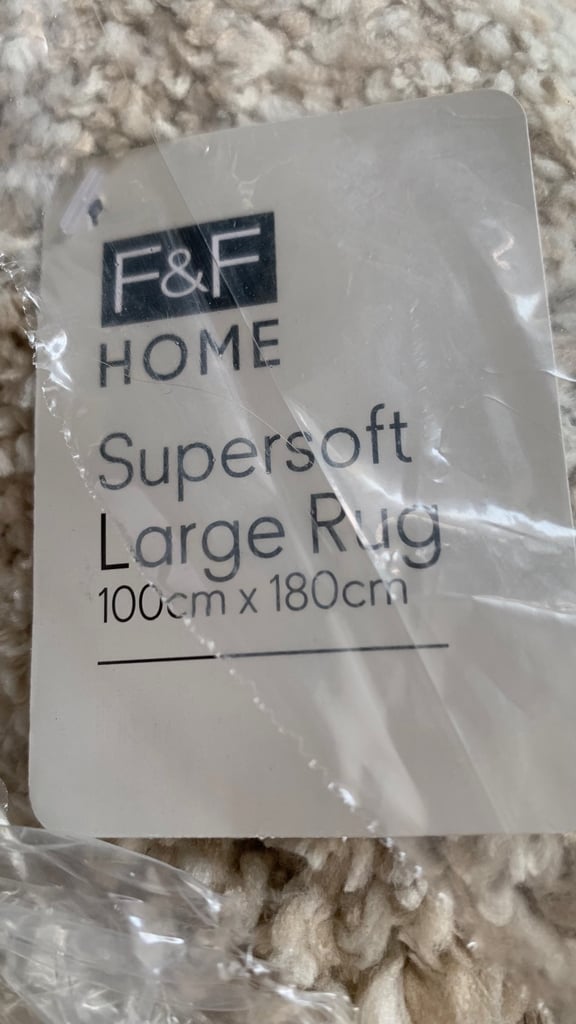 F&F
HOME
Supersoft
Large Rug
100cm x 180cm